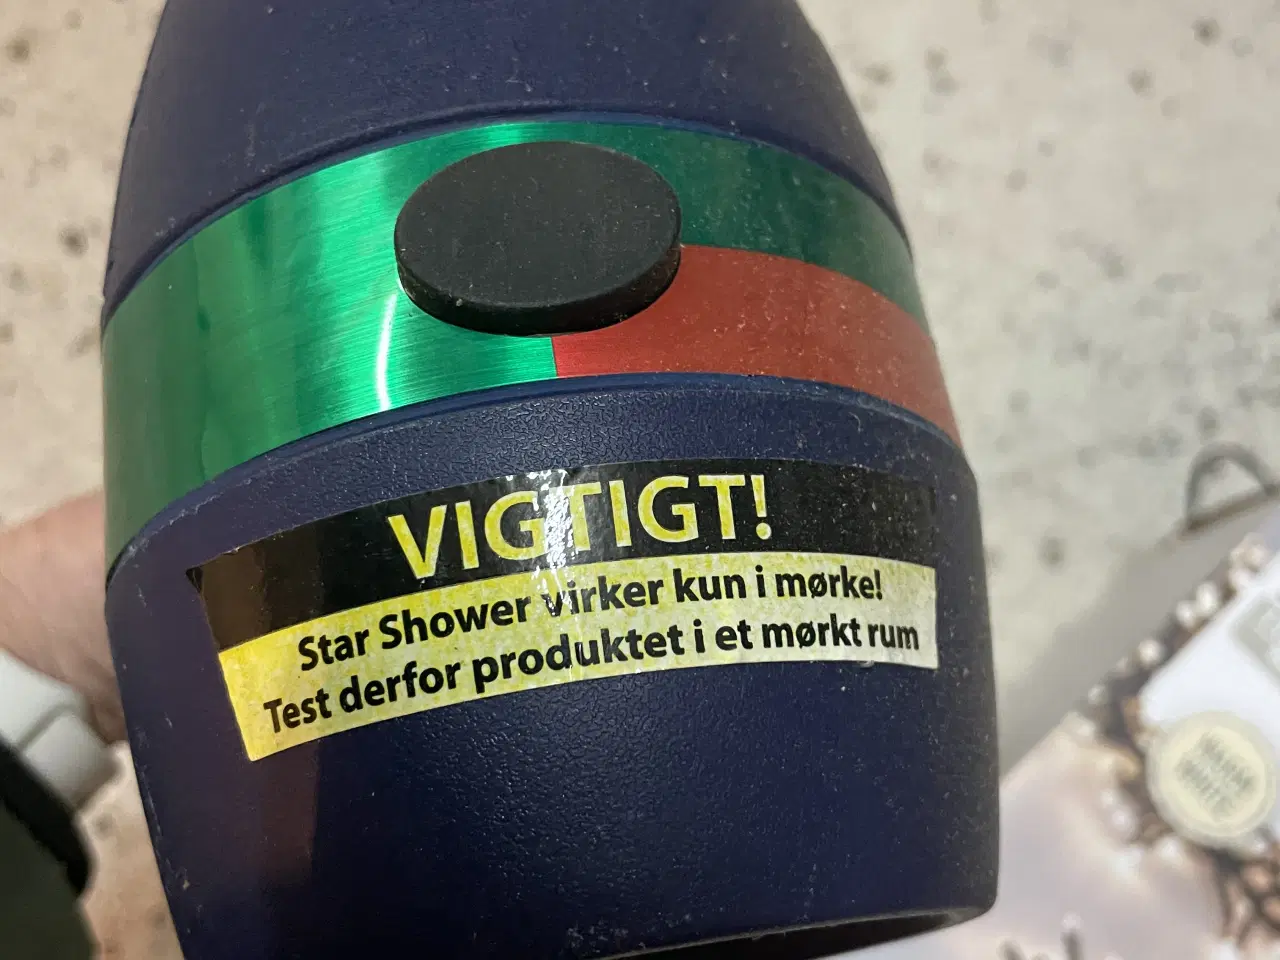 VIGTIGT!
Star Shower virker kun i mørke!
Test derfor produktet i et mørkt rum